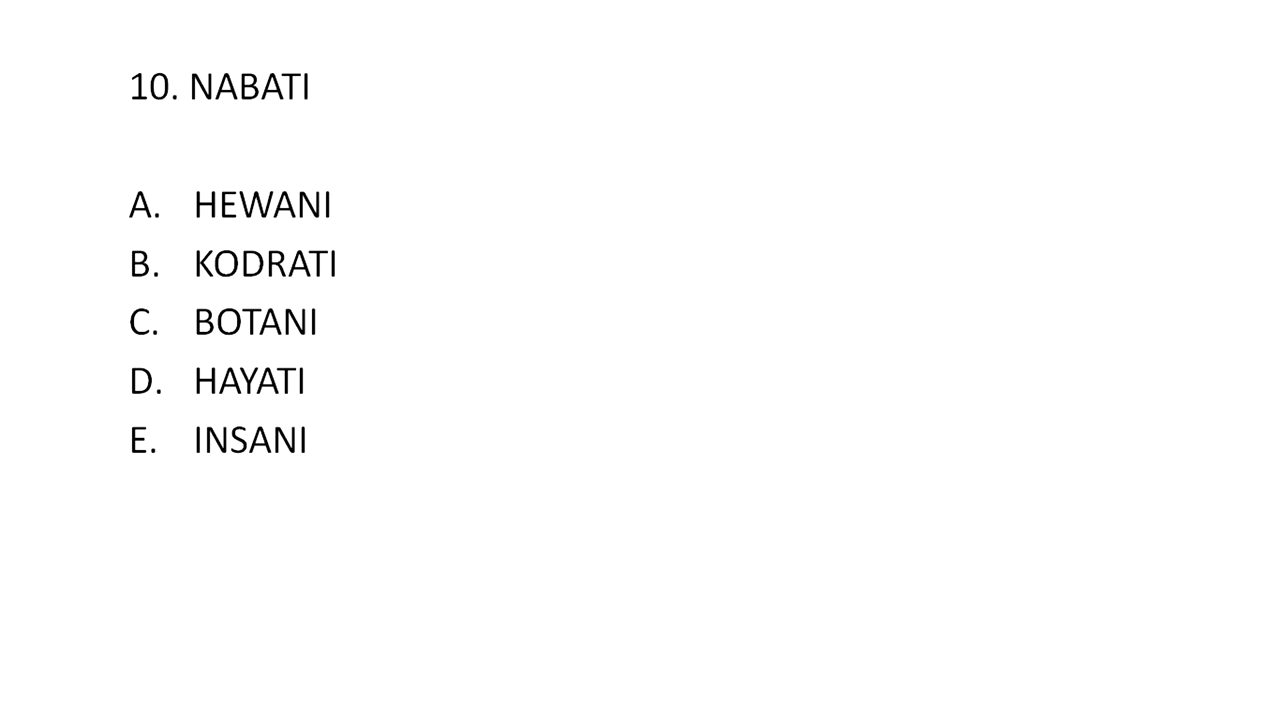 10. NABATI
A. HEWANI
B. KODRATI
C. BOTANI
D. HAYATI
E. INSANI